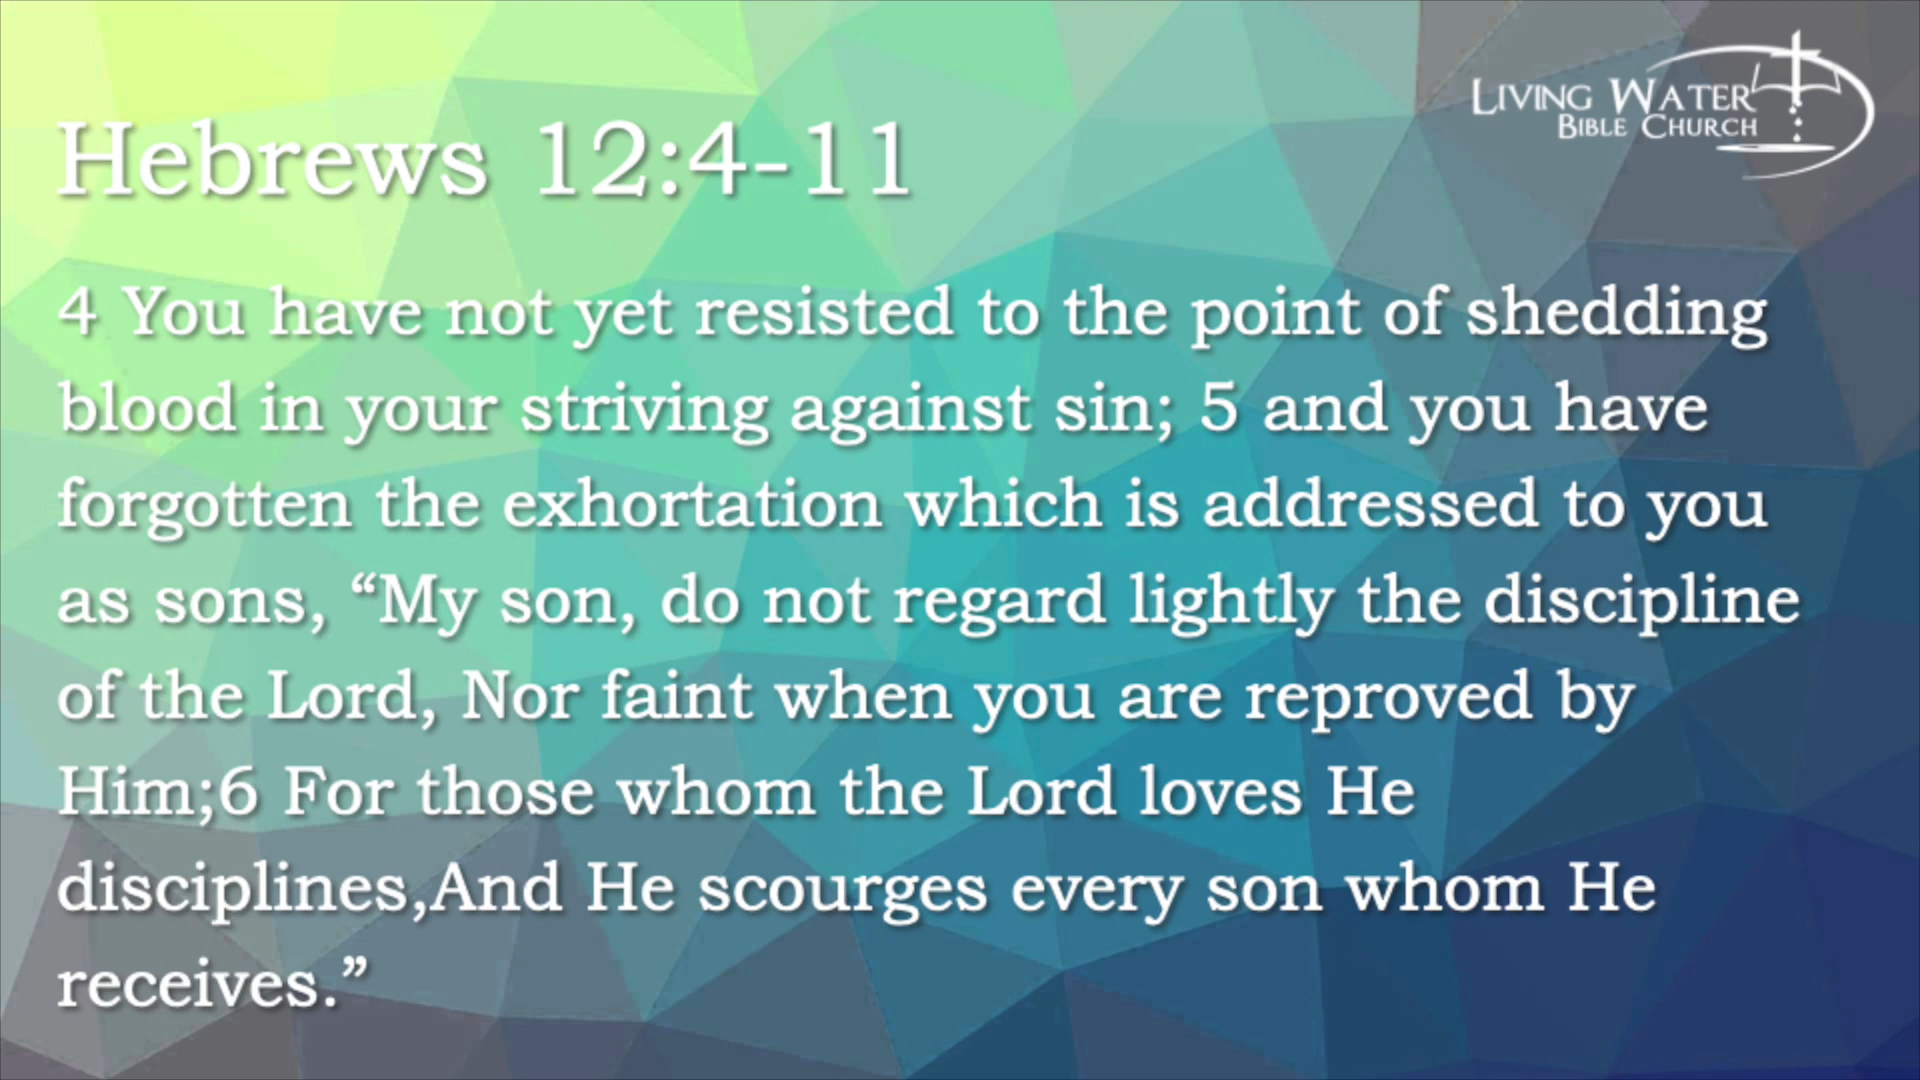 LIVING WATER
BIBLE CHURCH
Hebrews 12:4-11
4 You have not yet resisted to the point of shedding
blood in your striving against sin; 5 and you have
forgotten the exhortation which is addressed to you
as sons, “My son, do not regard lightly the discipline
of the Lord, Nor faint when you are reproved by
Him;6 For those whom the Lord loves He
disciplines,And He scourges every son whom He
receives.”